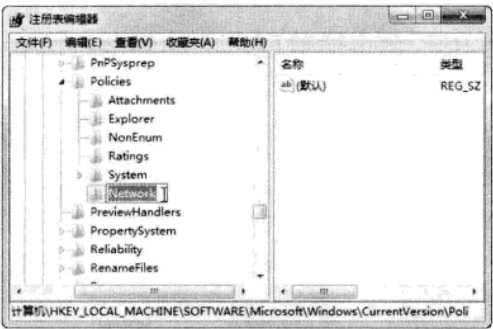 注册表编辑器
文件(F) 编辑(E) 查看(V) 收藏夹(A) 帮助(H)
PnPSysprep
Policies
Attachments
Explorer
NonEnum
Ratings
System
Network
PreviewHandlers
PropertySystem
Reliability
RenameFiles
名称 类型
ab (默认) REG_SZ
计算机\HKEY_LOCAL_MACHINE\SOFTWARE\Microsoft\Windows\CurrentVersion\Poli